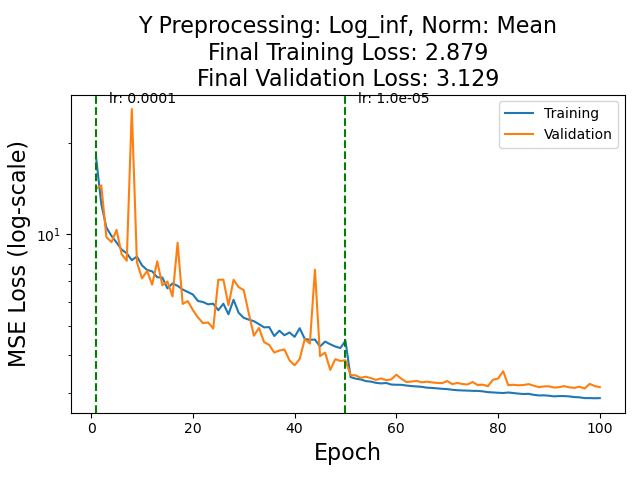 Y Preprocessing: Log_inf, Norm: Mean
Final Training Loss: 2.879
Final Validation Loss: 3.129
lr: 0.0001
lr: 1.0e-05
Training
Validation
MSE Loss (log-scale)
10¹
0
20
40
60
80
100
Epoch